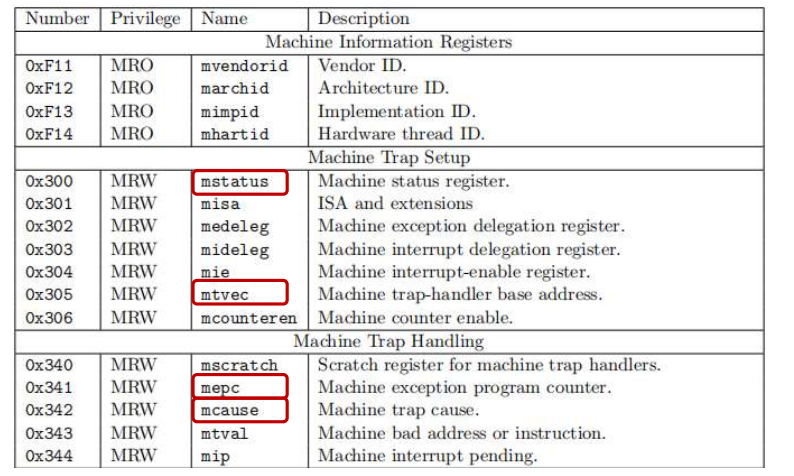 Number Privilege Name Description
Machine Information Registers
0xF11 MRO mvendorid Vendor ID.
0xF12 MRO marchid Architecture ID.
0xF13 MRO mimpid Implementation ID.
0xF14 MRO mhartid Hardware thread ID.
Machine Trap Setup
0x300 MRW mstatus Machine status register.
0x301 MRW misa ISA and extensions
0x302 MRW medeleg Machine exception delegation register.
0x303 MRW mideleg Machine interrupt delegation register.
0x304 MRW mie Machine interrupt-enable register.
0x305 MRW mtvec Machine trap-handler base address.
0x306 MRW mcounteren Machine counter enable.
Machine Trap Handling
0x340 MRW mscratch Scratch register for machine trap handlers.
0x341 MRW mepc Machine exception program counter.
0x342 MRW mcause Machine trap cause.
0x343 MRW mtval Machine bad address or instruction.
0x344 MRW mip Machine interrupt pending.